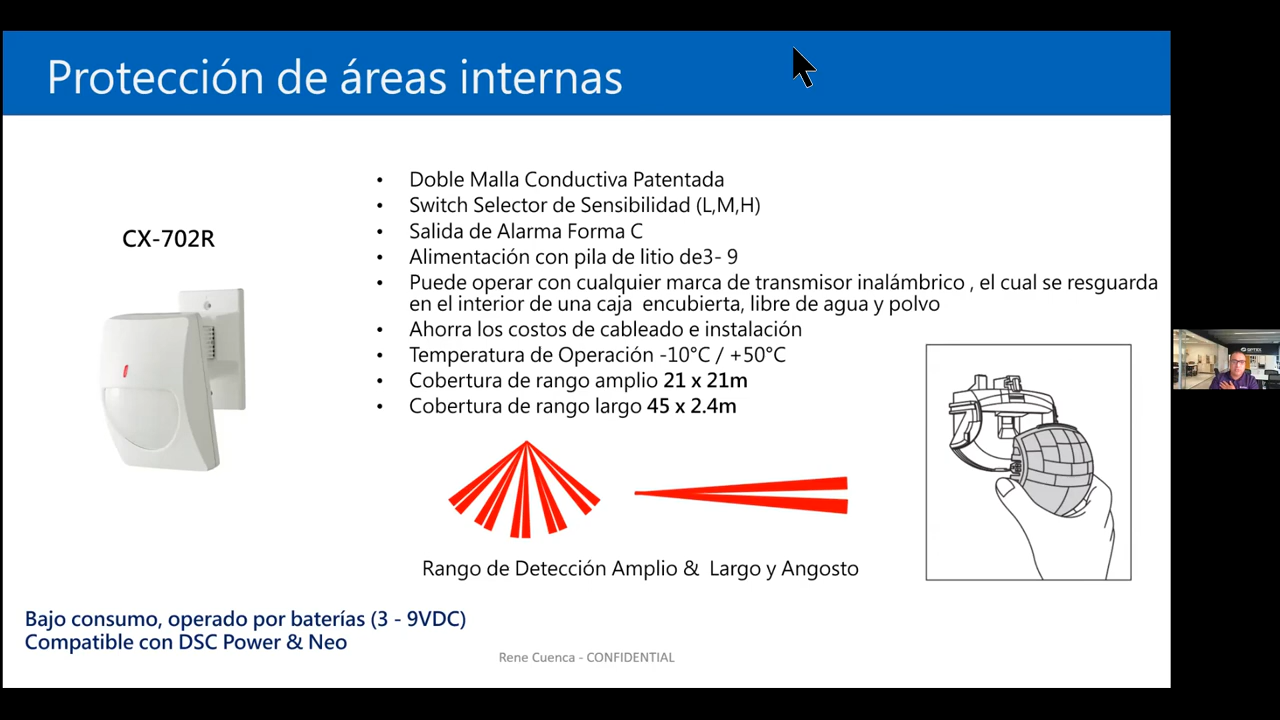 Protección de áreas internas
CX-702R
• Doble Malla Conductiva Patentada
• Switch Selector de Sensibilidad (L,M,H)
• Salida de Alarma Forma C
• Alimentación con pila de litio de3- 9
• Puede operar con cualquier marca de transmisor inalámbrico , el cual se resguarda
en el interior de una caja encubierta, libre de agua y polvo
• Ahorra los costos de cableado e instalación
• Temperatura de Operación -10°C / +50°C
• Cobertura de rango amplio 21 x 21m
• Cobertura de rango largo 45 x 2.4m
Rango de Detección Amplio & Largo y Angosto
Bajo consumo, operado por baterías (3 - 9VDC)
Compatible con DSC Power & Neo
Rene Cuenca - CONFIDENTIAL
OPTEX